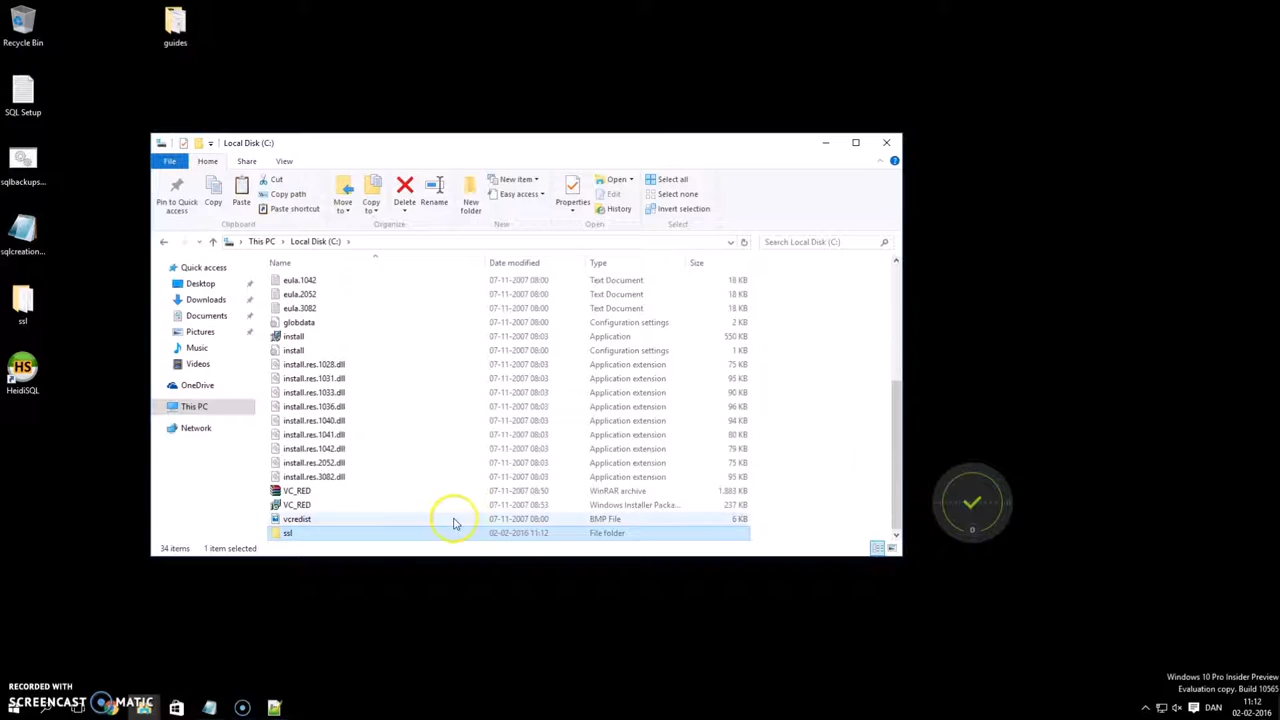 Recycle Bin
guides
SQL Setup
sqlbackups...
sqlcreation...
ssl
HS
HeidiSQL
Local Disk (C:)
File
Home
Share
View
Pin to Quick access
Copy
Paste
Cut
Copy path
Paste shortcut
Clipboard
Move to
Copy to
Delete
Rename
Organize
New folder
New item
Easy access
New
Properties
Open
Edit
History
Open
Select all
Select none
Invert selection
Select
This PC
Local Disk (C:)
Search Local Disk (C:)
Quick access
Desktop
Downloads
Documents
Pictures
Music
Videos
OneDrive
This PC
Network
Name Date modified Type Size
eula.1042 07-11-2007 08:00 Text Document 18 KB
eula.2052 07-11-2007 08:00 Text Document 18 KB
eula.3082 07-11-2007 08:00 Text Document 18 KB
globdata 07-11-2007 08:00 Configuration settings 2 KB
install 07-11-2007 08:03 Application 550 KB
install 07-11-2007 08:00 Configuration settings 1 KB
install.res.1028.dll 07-11-2007 08:03 Application extension 75 KB
install.res.1031.dll 07-11-2007 08:03 Application extension 95 KB
install.res.1033.dll 07-11-2007 08:03 Application extension 90 KB
install.res.1036.dll 07-11-2007 08:03 Application extension 96 KB
install.res.1040.dll 07-11-2007 08:03 Application extension 94 KB
install.res.1041.dll 07-11-2007 08:03 Application extension 80 KB
install.res.1042.dll 07-11-2007 08:03 Application extension 74 KB
install.res.2052.dll 07-11-2007 08:03 Application extension 75 KB
install.res.3082.dll 07-11-2007 08:03 Application extension 95 KB
VC_RED 07-11-2007 08:50 WinRAR archive 1.883 KB
VC_RED 07-11-2007 08:53 Windows Installer Packa... 237 KB
vcredist 07-11-2007 08:00 BMP File 6 KB
ssl 02-02-2016 11:12 File folder
34 items 1 item selected
0
Windows 10 Pro Insider Preview
Evaluation copy. Build 10565
RECORDED WITH
SCREENCAST MATIC
DAN
11:12
02-02-2016